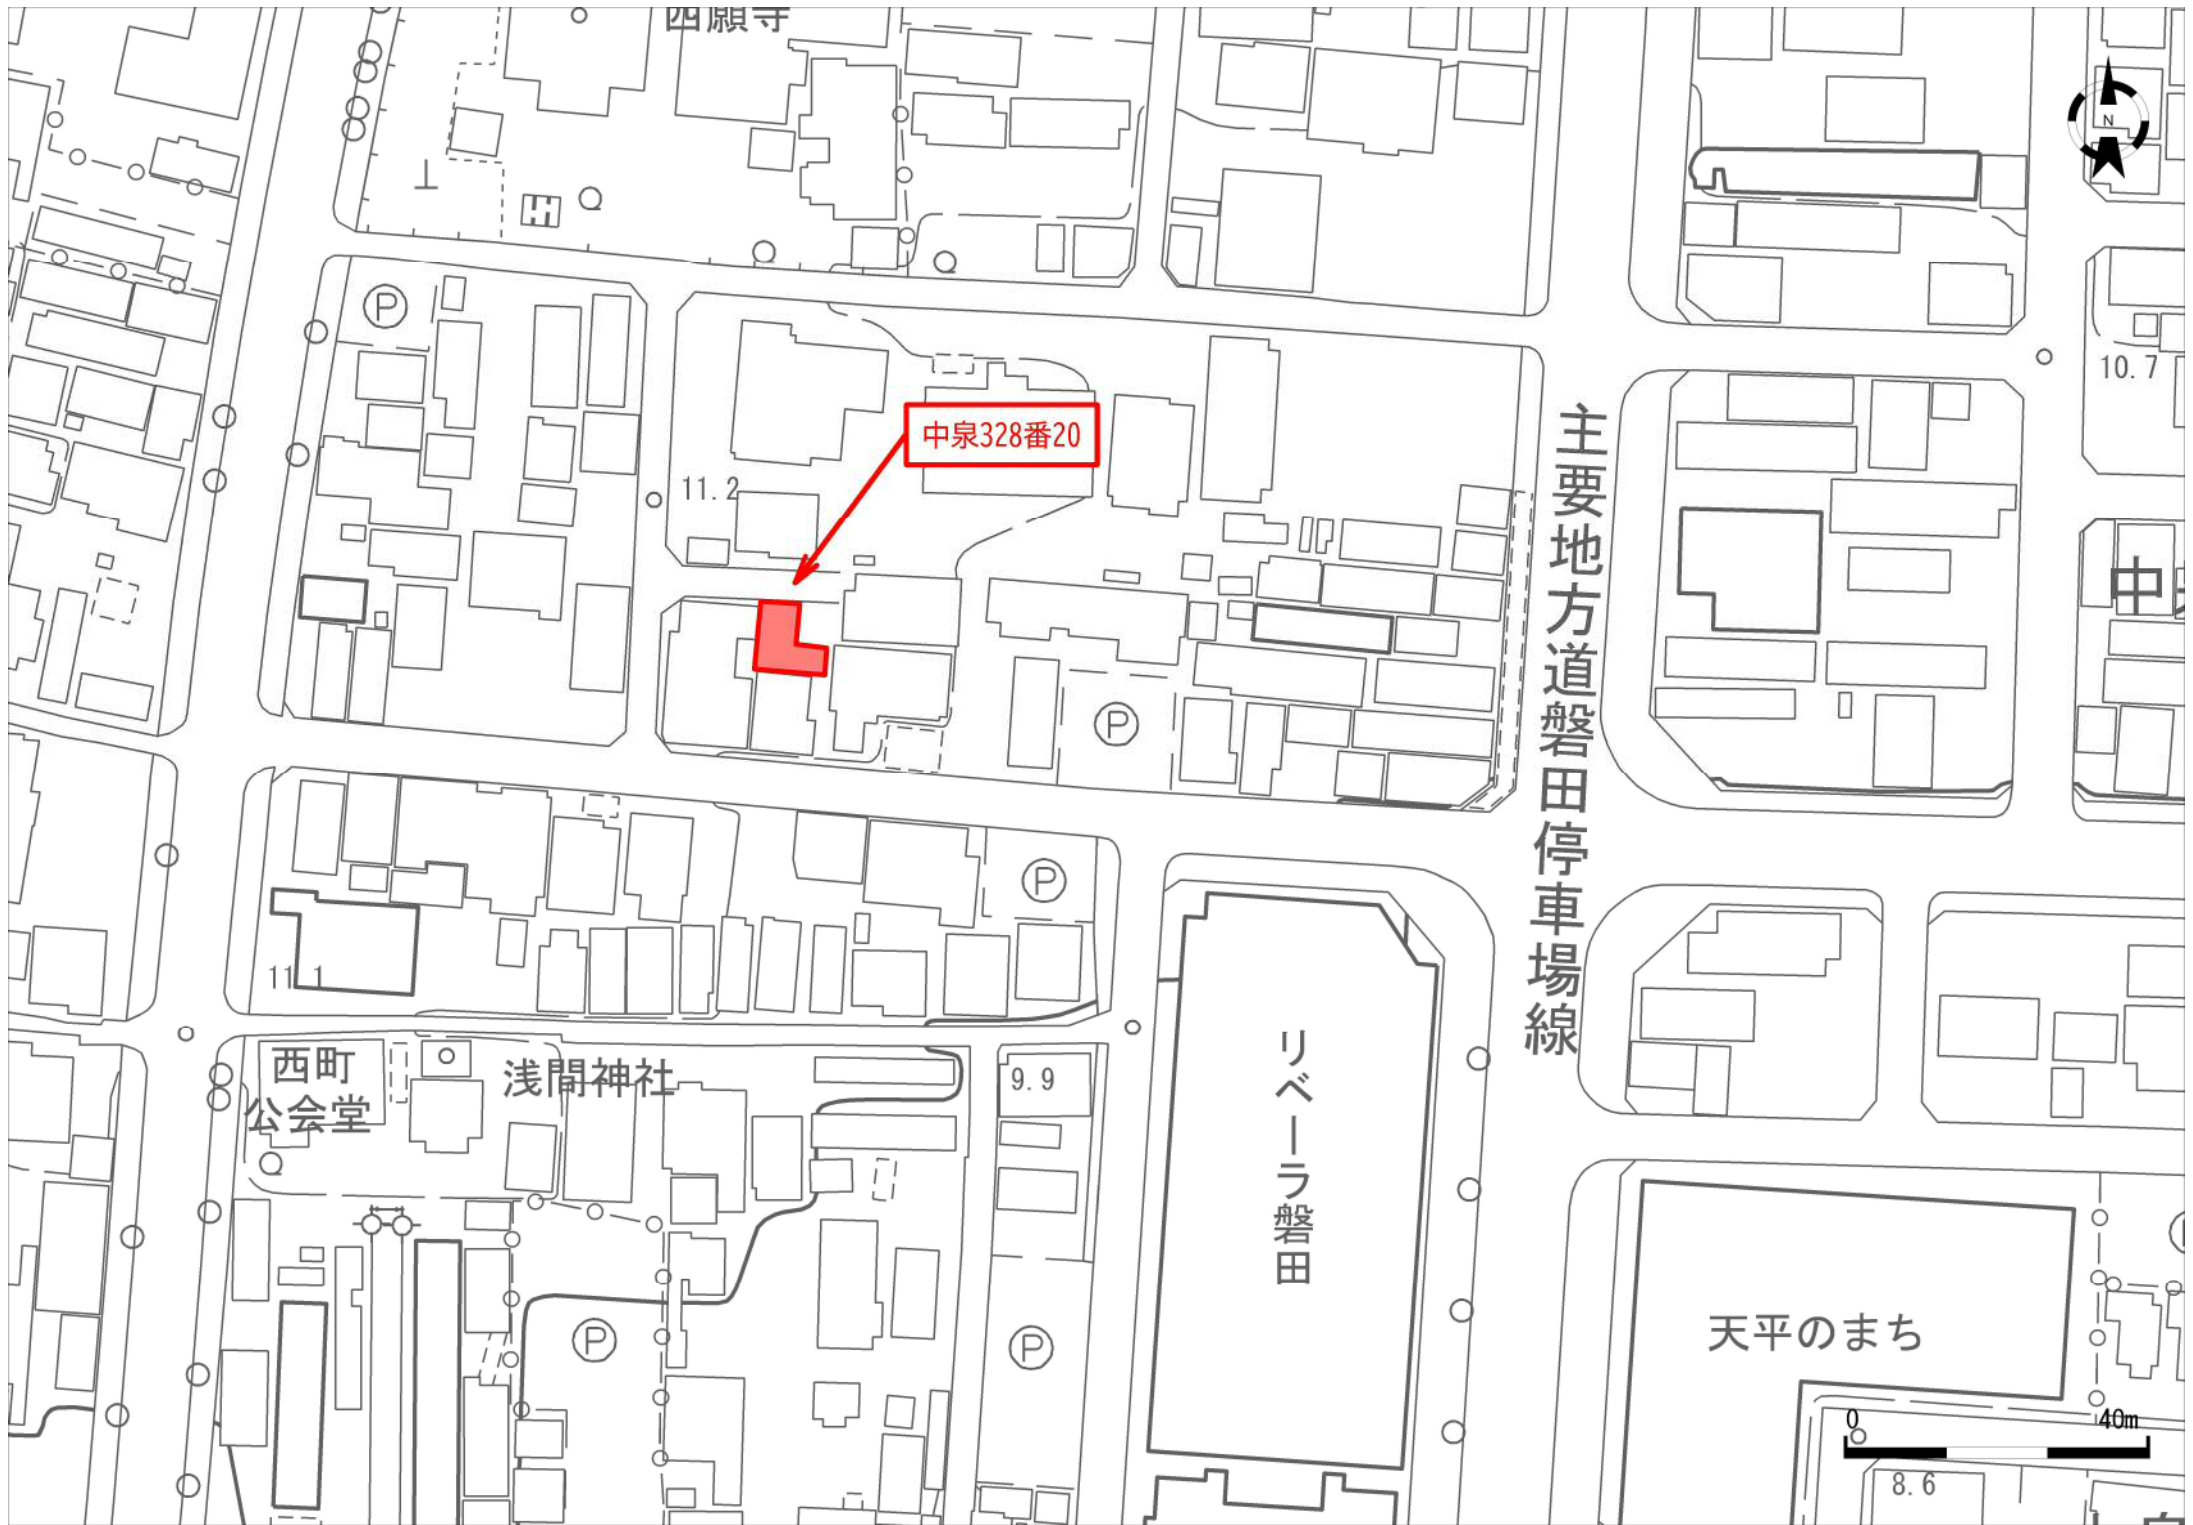 西願寺
N
P
10.7
中泉328番20
11.2
主要地方道磐田停車場線
中
P
P
11.1
西町
公会堂
浅間神社
9.9
リベーラ磐田
P
P
天平のまち
0 40m
8.6